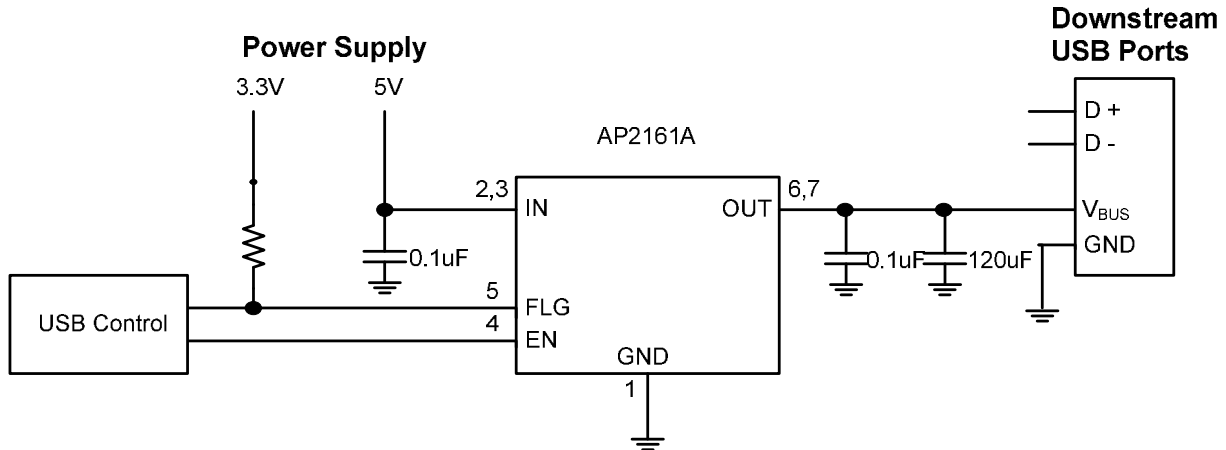 Downstream
USB Ports
Power Supply
3.3V
5V
AP2161A
D +
D -
2,3
IN
OUT
6,7
VBUS
GND
0.1uF
0.1uF
120uF
USB Control
5
FLG
4
EN
GND
1